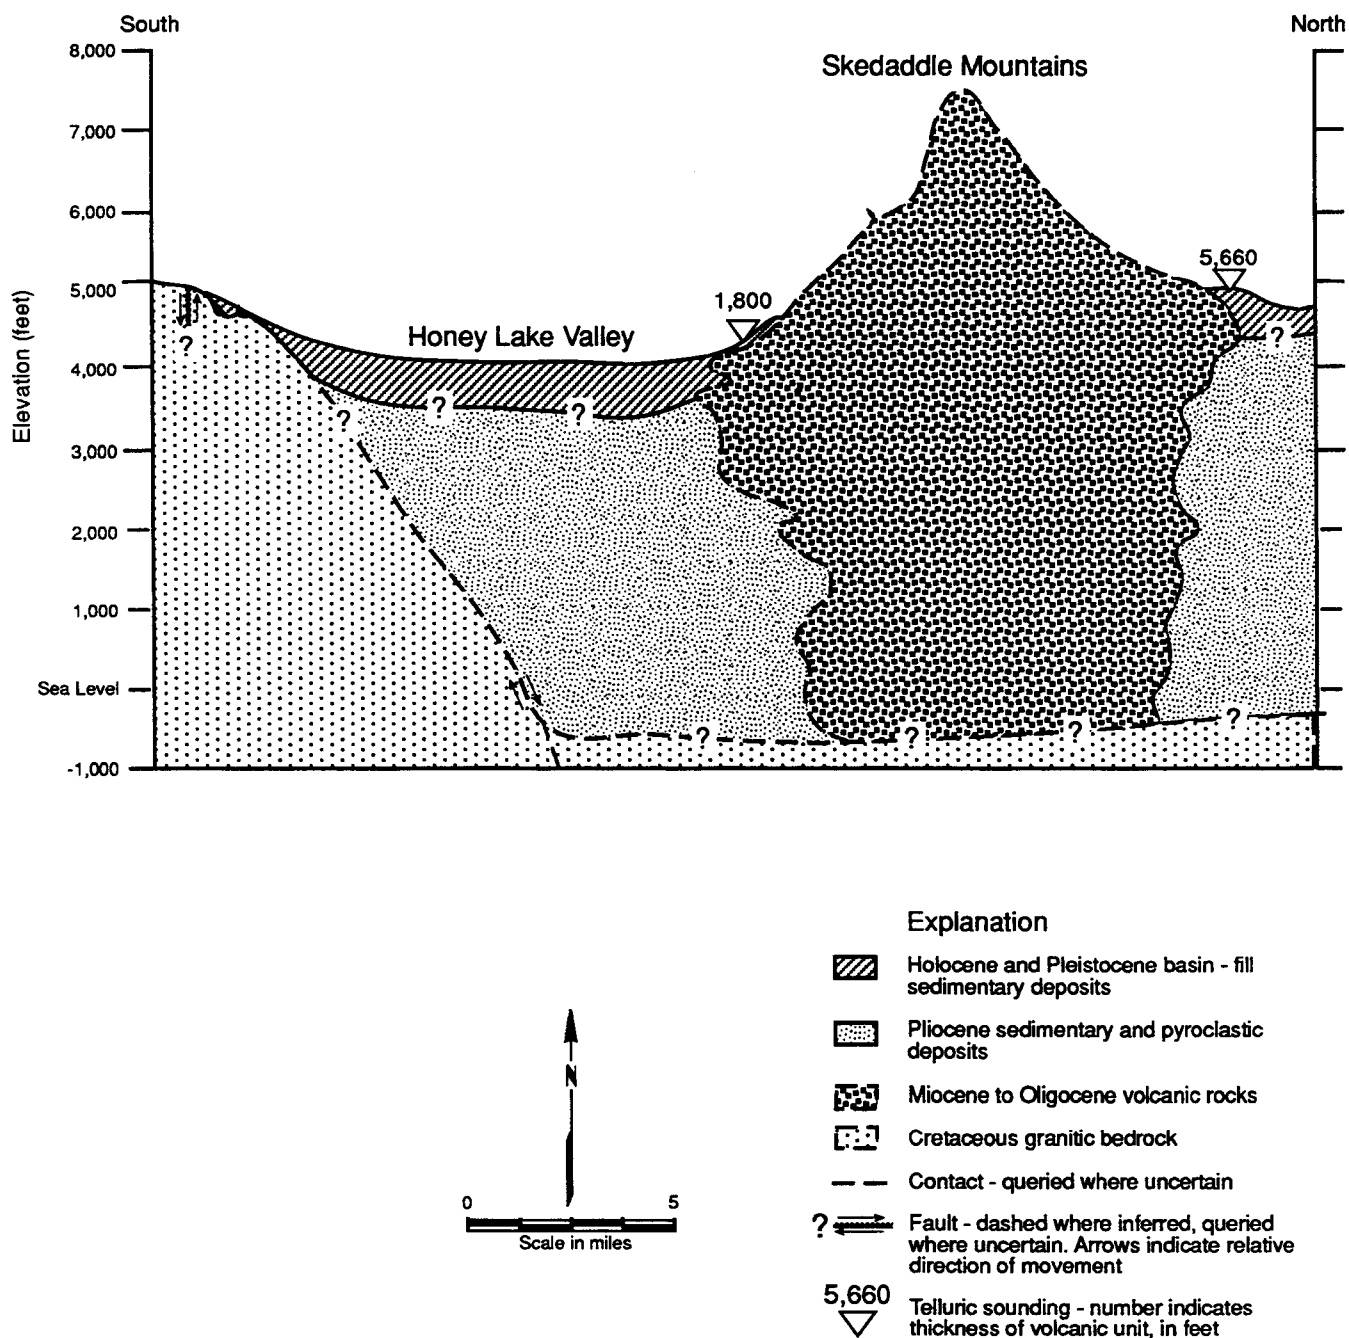 South
North
8,000
Skedaddle Mountains
7,000
6,000
5,660
5,000
1,800
Elevation (feet)
?
Honey Lake Valley
?
4,000
?
?
?
3,000
2,000
1,000
Sea Level
?
?
?
?
-1,000
Explanation
Holocene and Pleistocene basin - fill
sedimentary deposits
Pliocene sedimentary and pyroclastic
deposits
Miocene to Oligocene volcanic rocks
Cretaceous granitic bedrock
Contact - queried where uncertain
? Fault - dashed where inferred, queried
where uncertain. Arrows indicate relative
direction of movement
5,660
Telluric sounding - number indicates
thickness of volcanic unit, in feet
N
0 5
Scale in miles